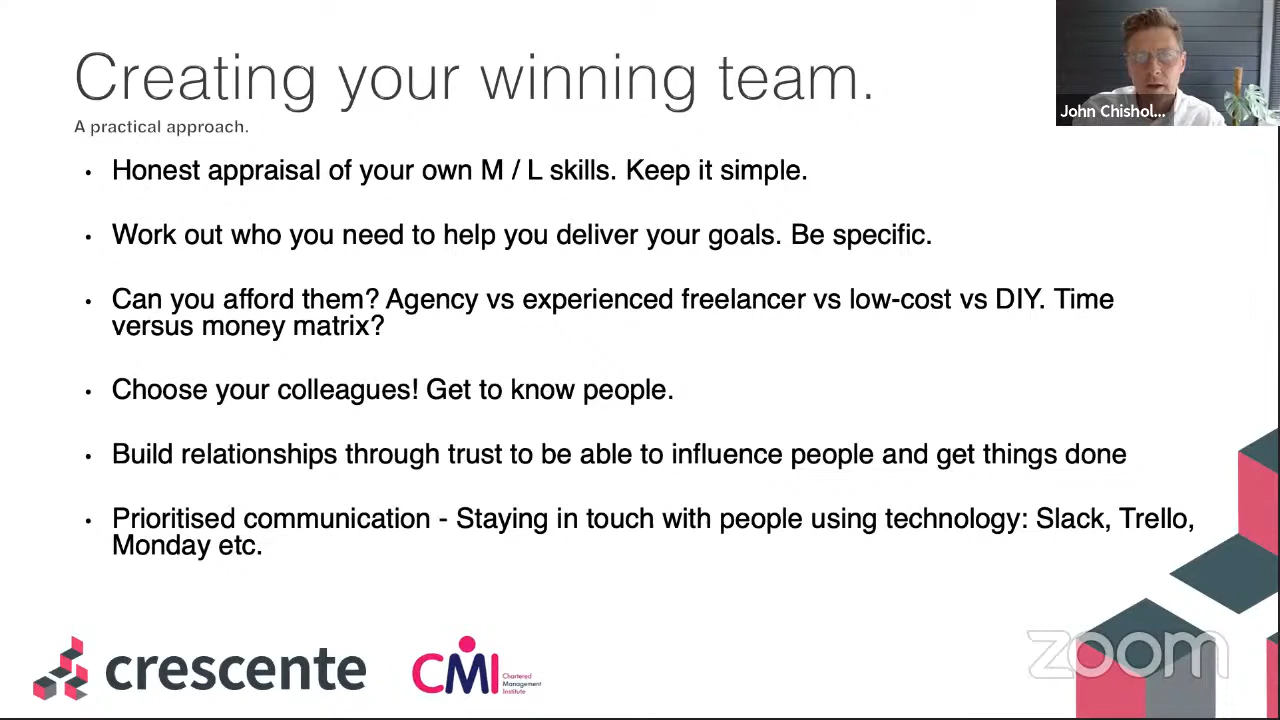 Creating your winning team.
A practical approach.
John Chishol...
• Honest appraisal of your own M / L skills. Keep it simple.
• Work out who you need to help you deliver your goals. Be specific.
• Can you afford them? Agency vs experienced freelancer vs low-cost vs DIY. Time
versus money matrix?
• Choose your colleagues! Get to know people.
• Build relationships through trust to be able to influence people and get things done
• Prioritised communication - Staying in touch with people using technology: Slack, Trello,
Monday etc.
crescente
CMI
Chartered
Management
Institute
zoom